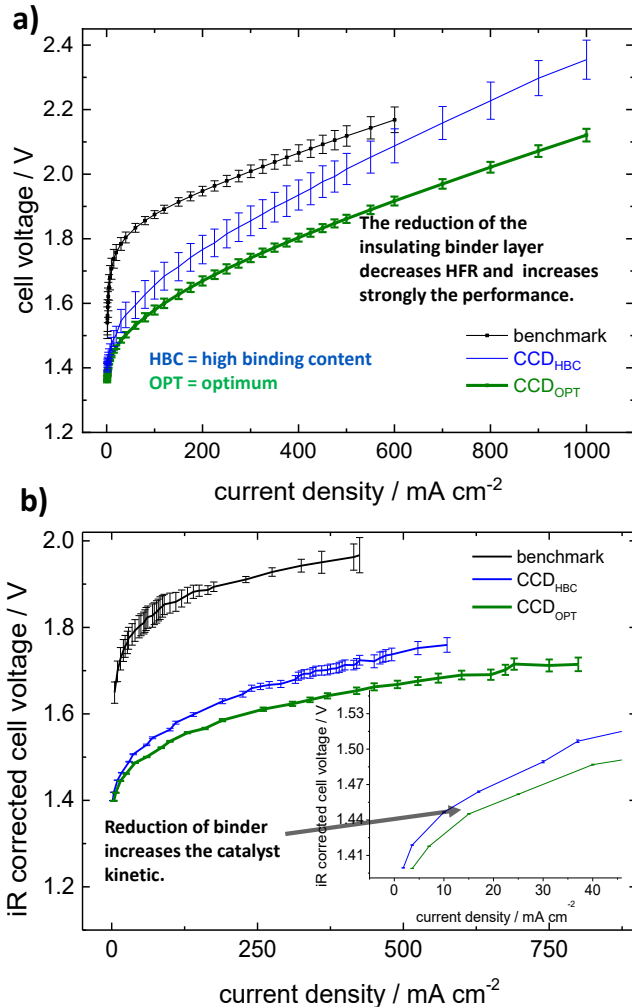 a)
2.4
2.2
2.0
1.8
1.6
1.4
1.2
cell voltage / V
The reduction of the
insulating binder layer
decreases HFR and increases
strongly the performance.
benchmark
HBC = high binding content
CCD_HBC
OPT = optimum
CCD_OPT
0 200 400 600 800 1000
current density / mA cm⁻²
b)
2.0
1.8
1.6
1.4
1.2
iR corrected cell voltage / V
benchmark
CCD_HBC
CCD_OPT
Reduction of binder
increases the catalyst
kinetic.
1.53
1.50
1.47
1.44
1.41
iR corrected cell voltage / V
0 10 20 30 40
current density / mA cm⁻²
0 250 500 750
current density / mA cm⁻²